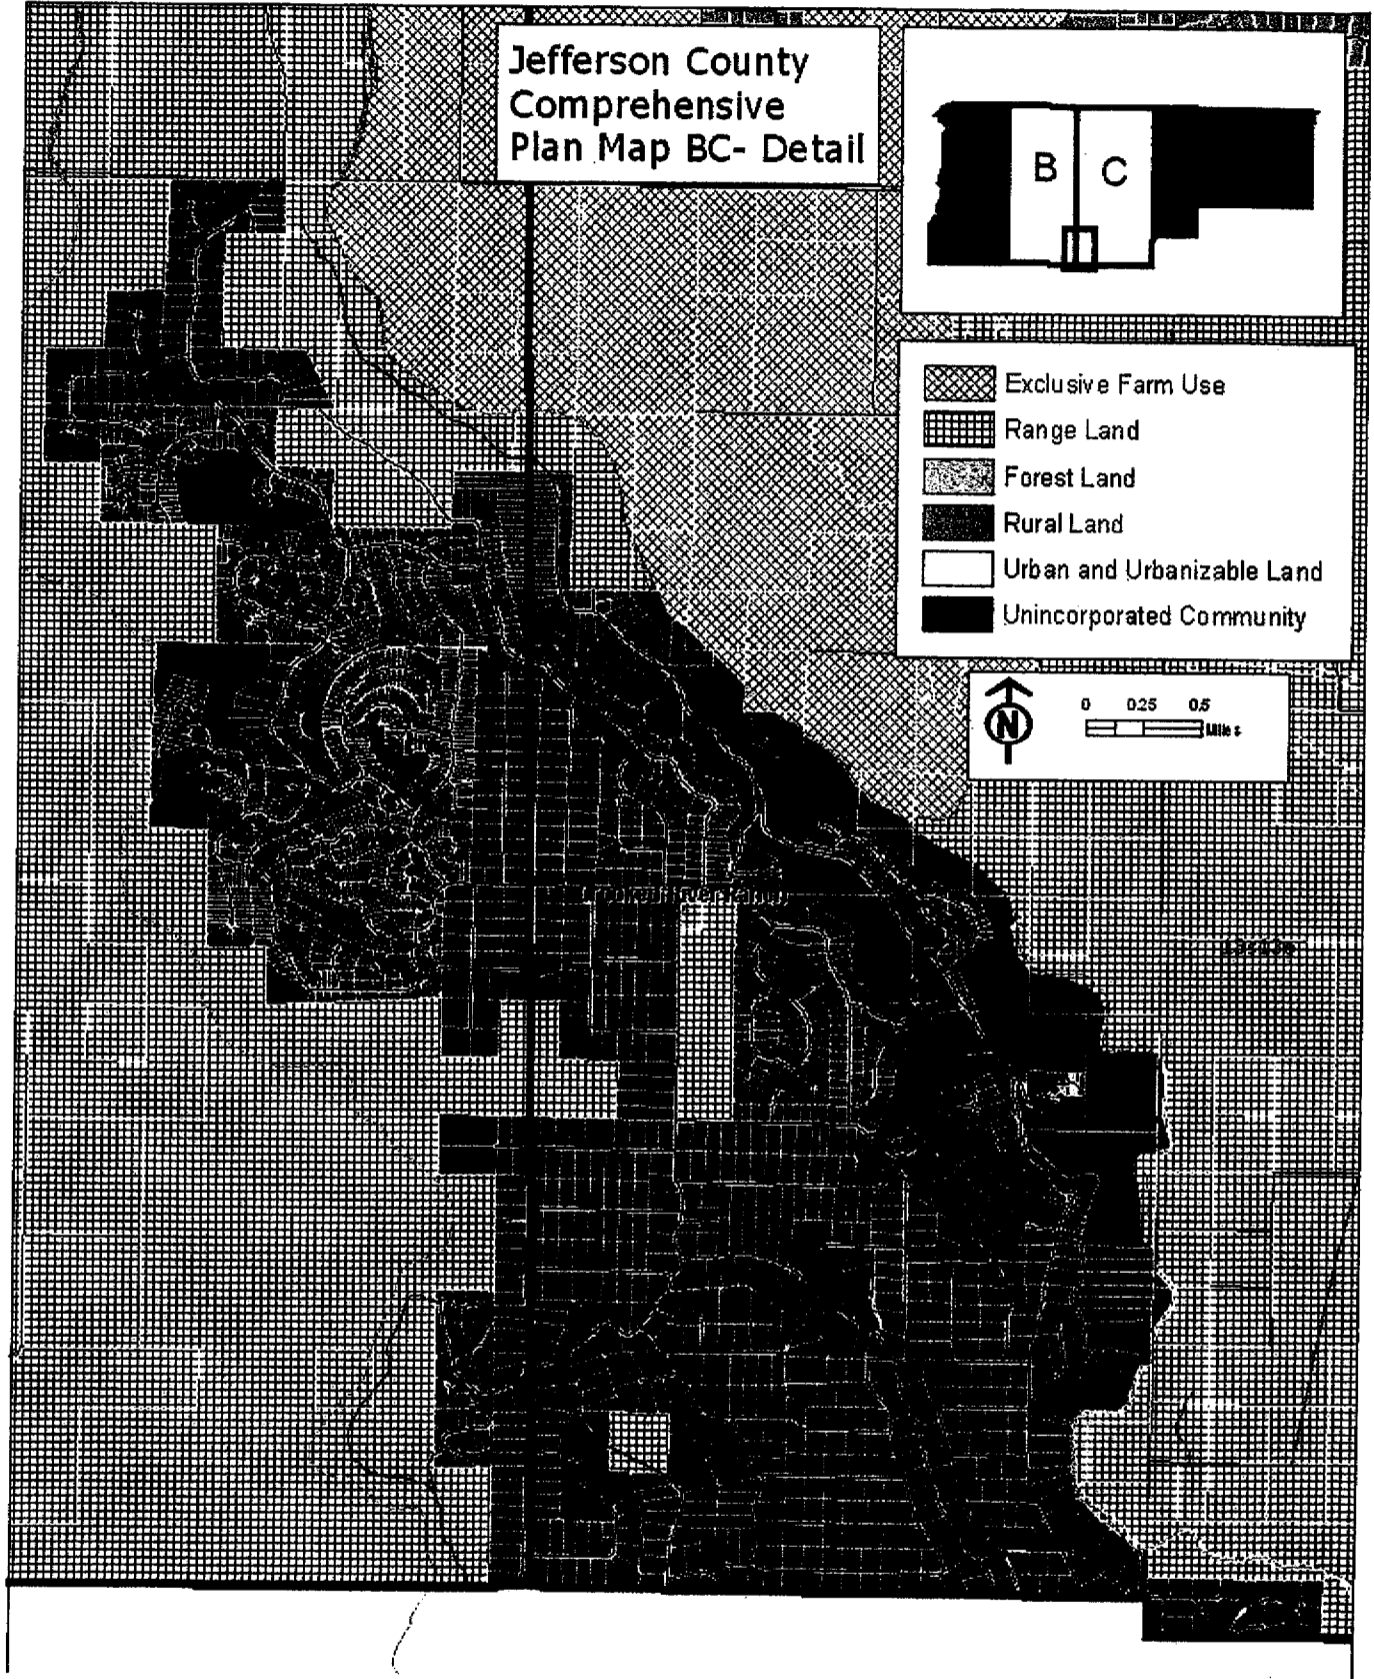 Jefferson County
Comprehensive
Plan Map BC- Detail
B
C
Exclusive Farm Use
Range Land
Forest Land
Rural Land
Urban and Urbanizable Land
Unincorporated Community
N
0 0.25 0.5
Miles